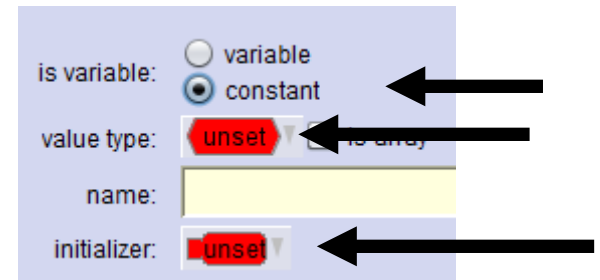 variable
is variable:
constant
value type: unset is array
name:
initializer: unset